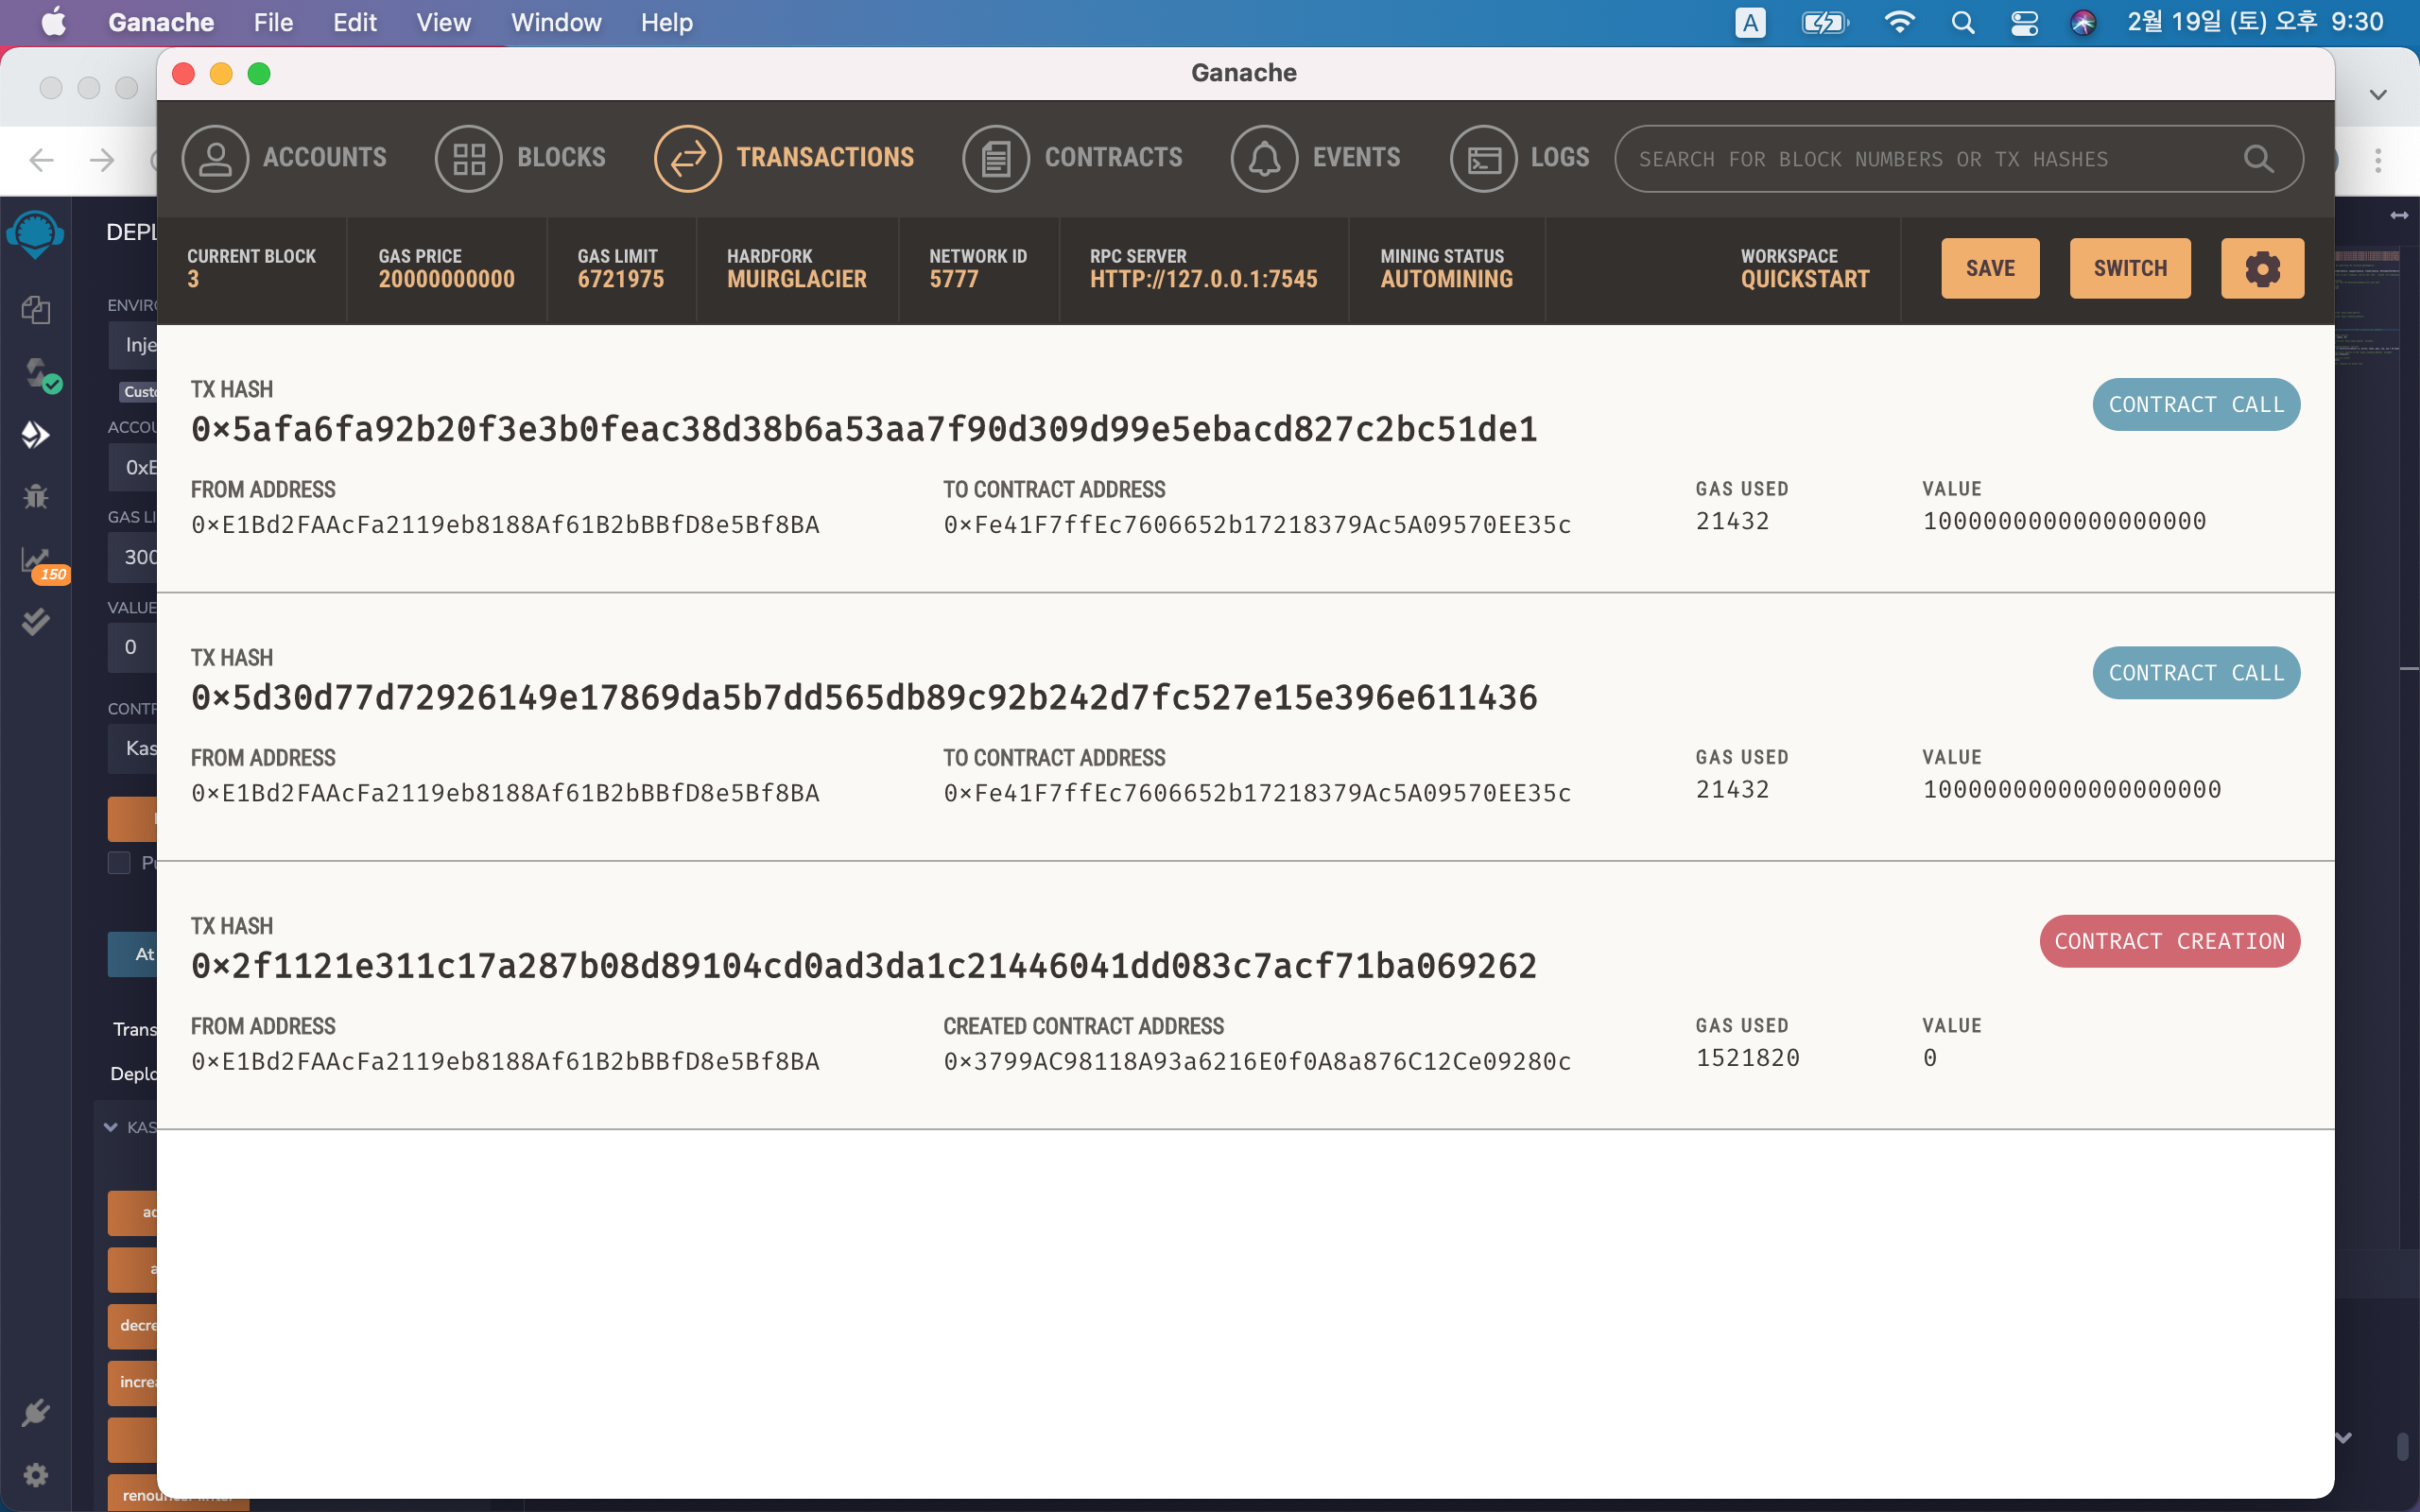 Ganache File Edit View Window Help
A 2월 19일 (토) 오후 9:30
Ganache
ACCOUNTS BLOCKS TRANSACTIONS CONTRACTS EVENTS LOGS SEARCH FOR BLOCK NUMBERS OR TX HASHES
CURRENT BLOCK GAS PRICE GAS LIMIT HARDFORK NETWORK ID RPC SERVER MINING STATUS WORKSPACE
3 20000000000 6721975 MUIRGLACIER 5777 HTTP://127.0.0.1:7545 AUTOMINING QUICKSTART
SAVE SWITCH
TX HASH
0×5afa6fa92b20f3e3b0feac38d38b6a53aa7f90d309d99e5ebacd827c2bc51de1
CONTRACT CALL
FROM ADDRESS TO CONTRACT ADDRESS GAS USED VALUE
0×E1Bd2FAAcFa2119eb8188Af61B2bBBfD8e5Bf8BA 0×Fe41F7ffEc7606652b17218379Ac5A09570EE35c 21432 1000000000000000000
TX HASH
0×5d30d77d72926149e17869da5b7dd565db89c92b242d7fc527e15e396e611436
CONTRACT CALL
FROM ADDRESS TO CONTRACT ADDRESS GAS USED VALUE
0×E1Bd2FAAcFa2119eb8188Af61B2bBBfD8e5Bf8BA 0×Fe41F7ffEc7606652b17218379Ac5A09570EE35c 21432 10000000000000000000
TX HASH
0×2f1121e311c17a287b08d89104cd0ad3da1c21446041dd083c7acf71ba069262
CONTRACT CREATION
FROM ADDRESS CREATED CONTRACT ADDRESS GAS USED VALUE
0×E1Bd2FAAcFa2119eb8188Af61B2bBBfD8e5Bf8BA 0×3799AC98118A93a6216E0f0A8a876C12Ce09280c 1521820 0
DEPL
Inje
Custo
ACCOU
0xE
GAS LI
300
150
VALUE
0
CONTR
Kas
At
Trans
Deplo
KAS
decre
increa